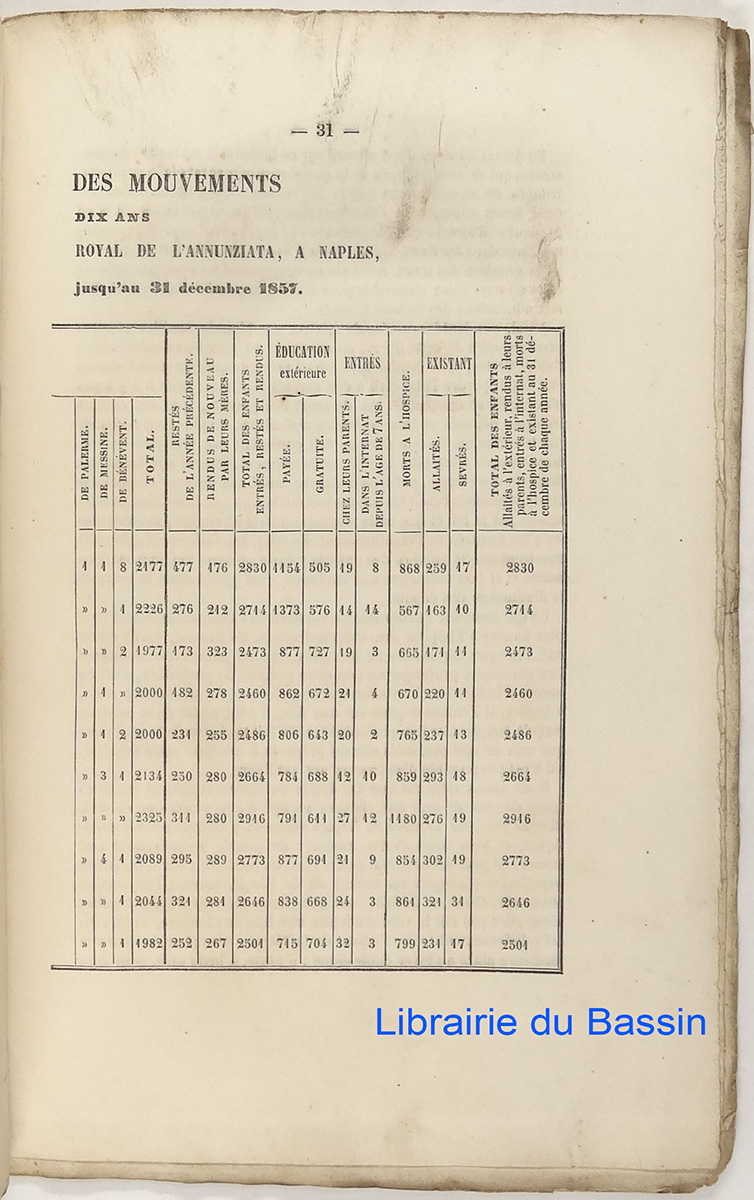 — 31 —
DES MOUVEMENTS
DIX ANS
ROYAL DE L'ANNUNZIATA, A NAPLES,
jusqu'au 31 décembre 1857.
DE PALERME.
DE MESSINE.
DE BÉNÉVENT.
TOTAL.
RESTÉS
DE L'ANNÉE PRÉCÉDENTE.
RENDUS DE NOUVEAU
PAR LEURS MÈRES.
TOTAL DES ENFANTS
ENTRÉS, RESTÉS ET RENDUS.
ÉDUCATION
extérieure
PAYÉE.
GRATUITE.
ENTRÉS
CHEZ LEURS PARENTS.
DANS L'INTERNAT
DEPUIS L'AGE DE 7 ANS.
MORTS A L'HOSPICE.
EXISTANT
ALLAITÉS.
SEVRÉS.
TOTAL DES ENFANTS
Allaités à l'extérieur, rendus à leurs
parents, entrés à l'internat, morts
à l'hospice et existant au 31 dé-
cembre de chaque année.
1 1 8 2177 477 176 2830 1154 505 19 8 868 259 17 2830
» » 1 2226 276 212 2714 1373 576 14 14 567 163 10 2714
» » 2 1977 173 323 2473 877 727 19 3 665 171 11 2473
» 1 » 2000 182 278 2460 862 672 21 4 670 220 11 2460
» 1 2 2000 231 255 2486 806 643 20 2 765 237 13 2486
» 3 1 2134 250 280 2664 784 688 12 10 859 293 18 2664
» » » 2325 311 280 2916 791 611 27 12 1180 276 19 2916
» 4 1 2089 295 289 2773 877 691 21 9 854 302 19 2773
» » 1 2044 321 281 2646 838 668 24 3 861 321 31 2646
» » 1 1982 252 267 2501 715 704 32 3 799 231 17 2501
Librairie du Bassin